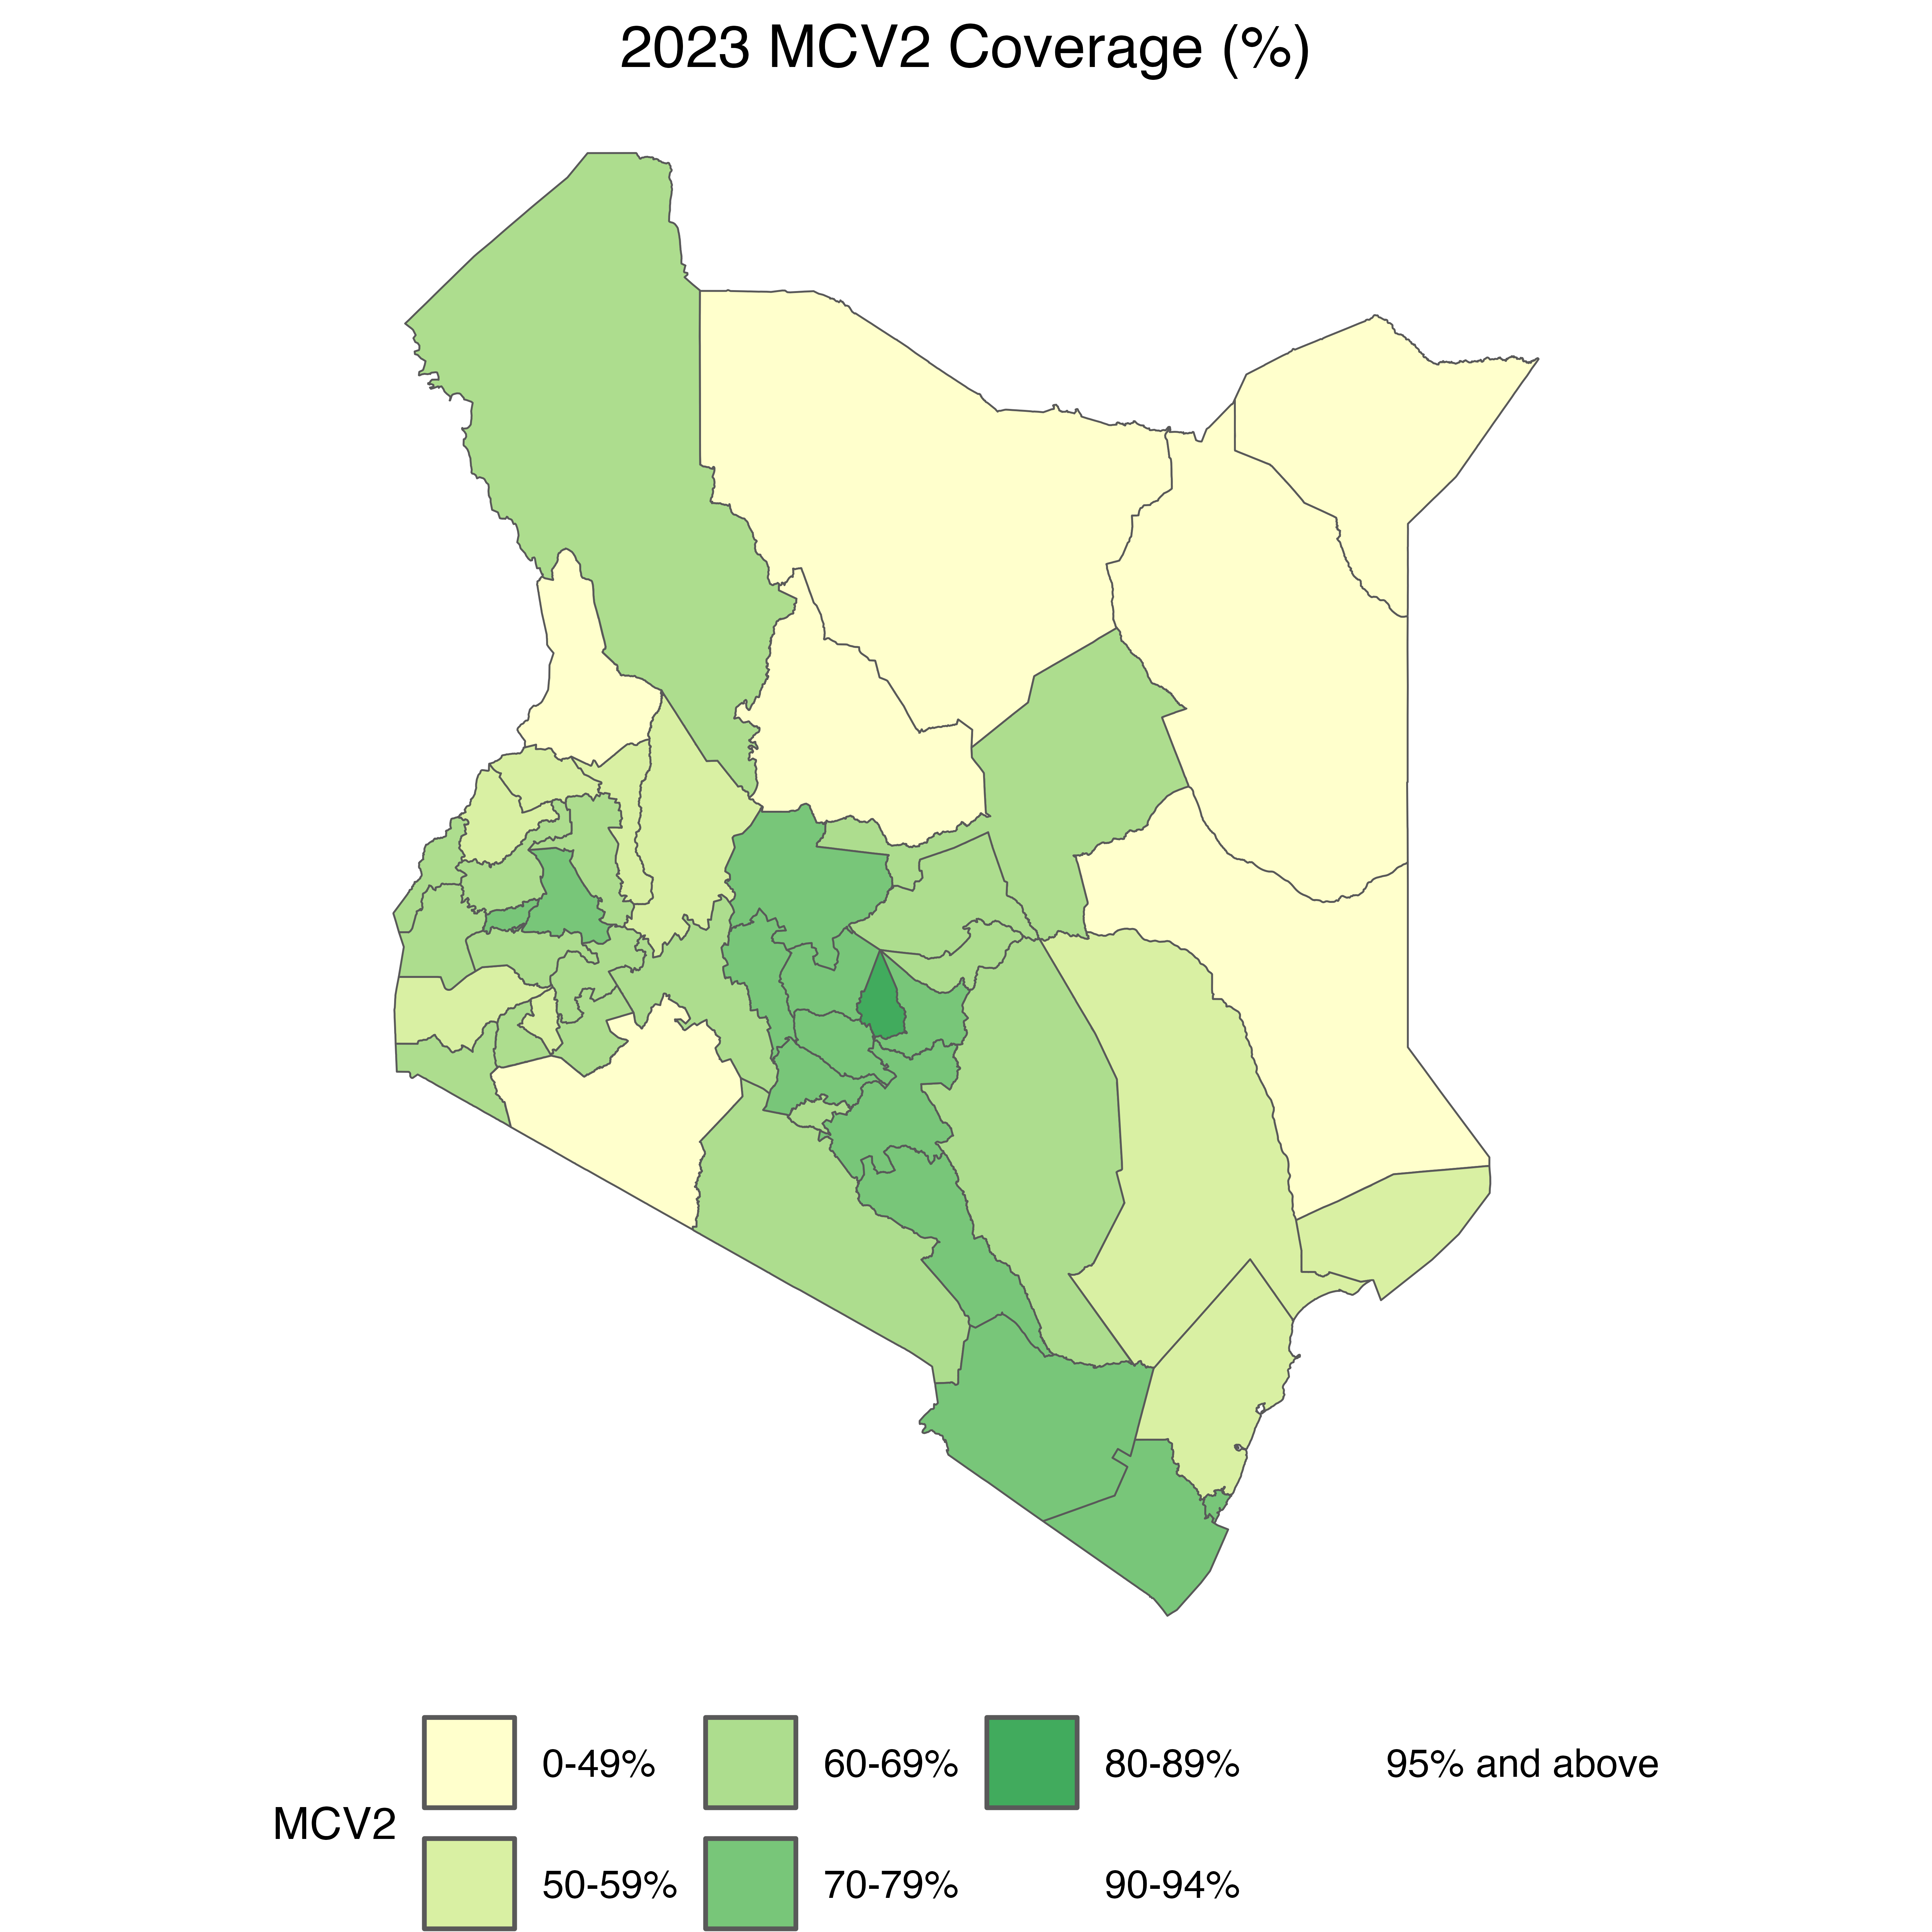 2023 MCV2 Coverage (%)
MCV2
0-49%
50-59%
60-69%
70-79%
80-89%
90-94%
95% and above